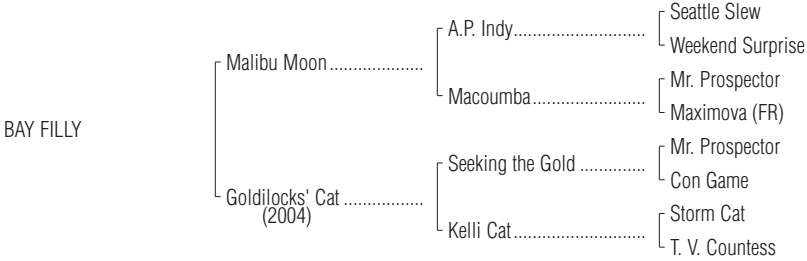 Seattle Slew
A.P. Indy
Weekend Surprise
Malibu Moon
Mr. Prospector
Macoumba
Maximova (FR)
BAY FILLY
Mr. Prospector
Seeking the Gold
Con Game
Goldilocks' Cat
(2004)
Storm Cat
Kelli Cat
T. V. Countess